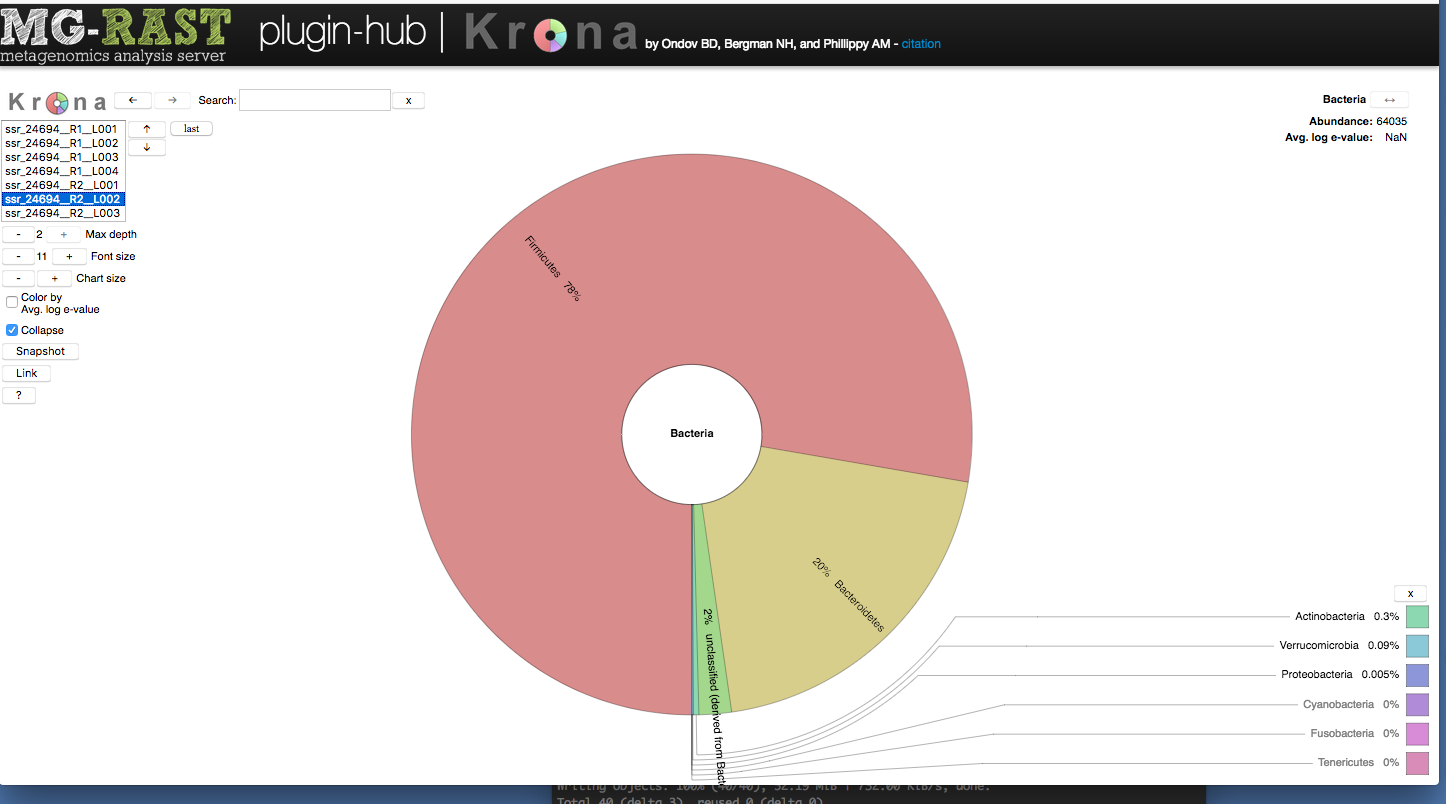 MG-RAST
metagenomics analysis server
plugin-hub | Krona by Ondov BD, Bergman NH, and Phillippy AM - citation
Krona ← → Search: x
ssr_24694__R1__L001
ssr_24694__R1__L002
ssr_24694__R1__L003
ssr_24694__R1__L004
ssr_24694__R2__L001
ssr_24694__R2__L002
ssr_24694__R2__L003
↑ last
↓
- 2 + Max depth
- 11 + Font size
- + Chart size
Color by
Avg. log e-value
Collapse
Snapshot
Link
?
Bacteria ↔
Abundance: 64035
Avg. log e-value: NaN
Firmicutes 78%
Bacteria
20% Bacteroidetes
2% unclassified (derived from Bact
x
Actinobacteria 0.3%
Verrucomicrobia 0.09%
Proteobacteria 0.005%
Cyanobacteria 0%
Fusobacteria 0%
Tenericutes 0%
Writing objects: 100% (40/40), 52.19 MiB | 732.00 KiB/s, done.
Total 40 (delta 3), reused 0 (delta 0)